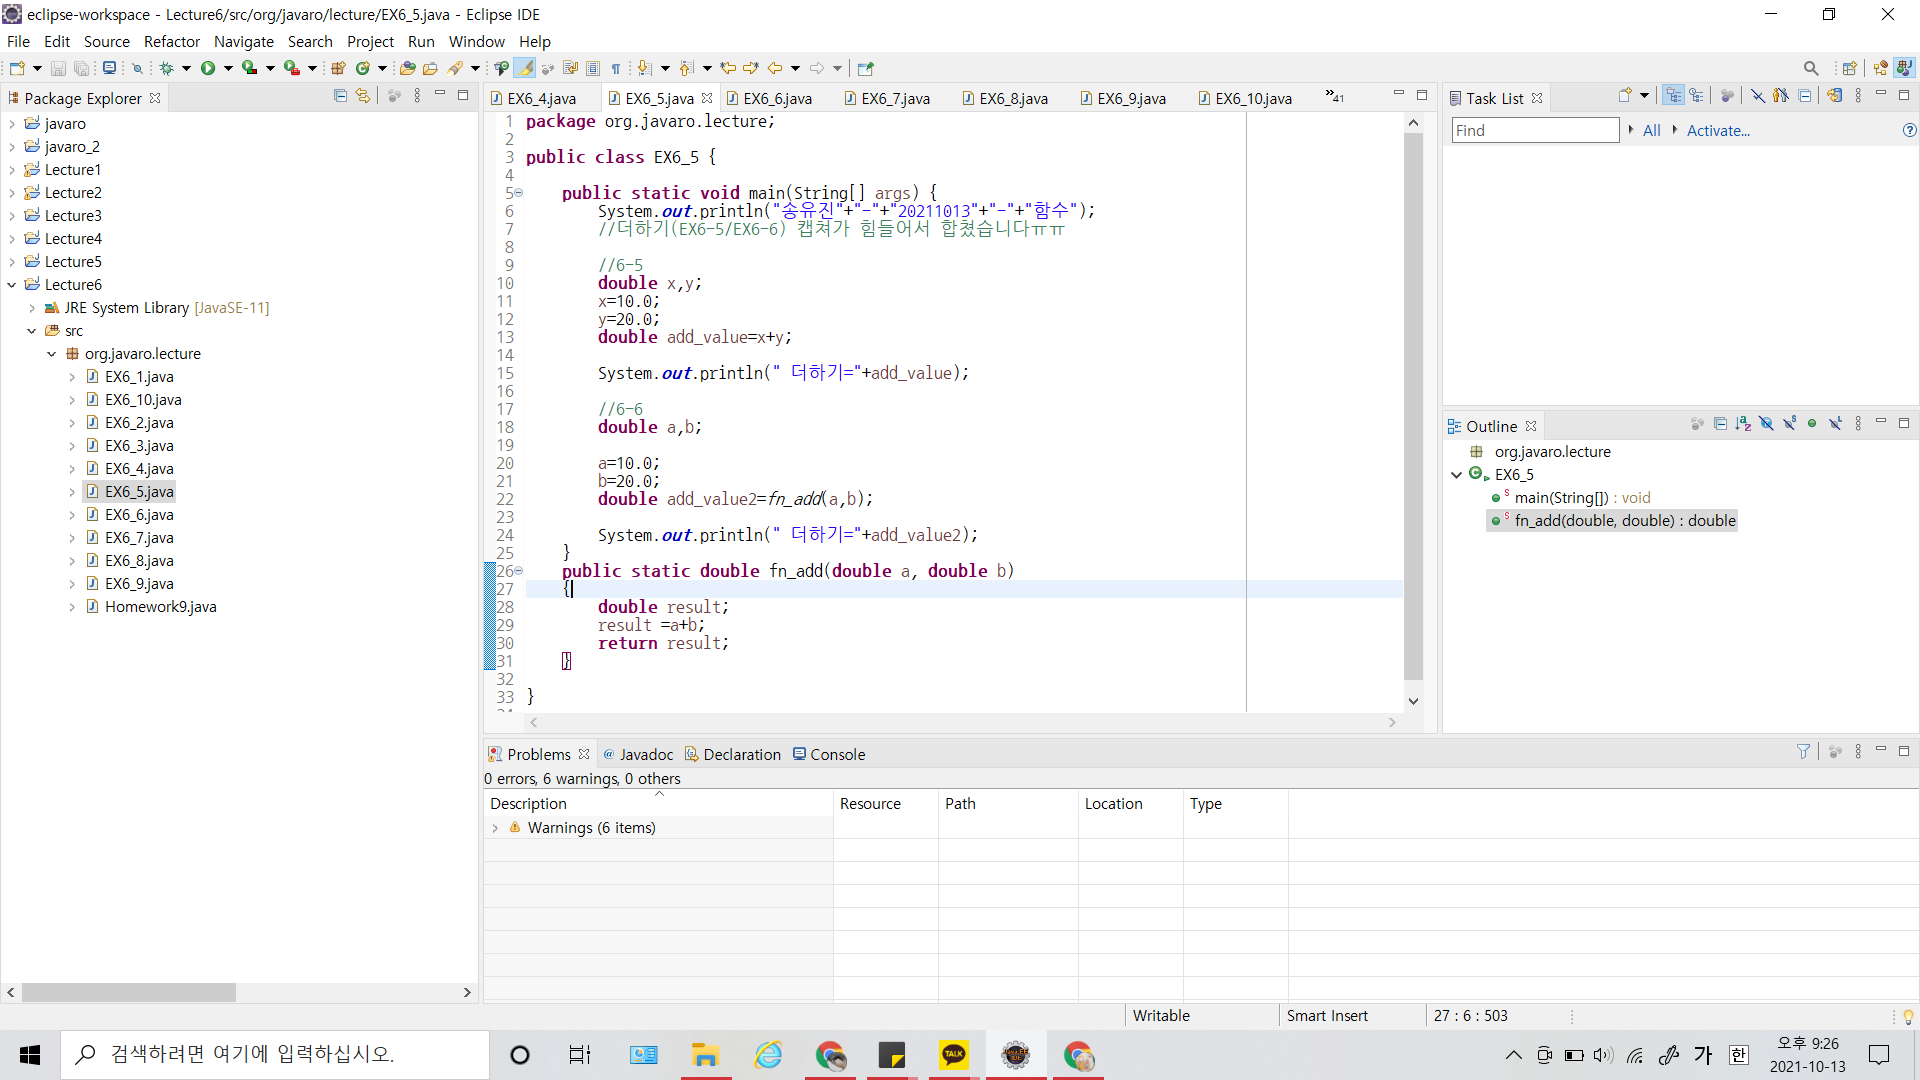 eclipse-workspace - Lecture6/src/org/javaro/lecture/EX6_5.java - Eclipse IDE
File Edit Source Refactor Navigate Search Project Run Window Help
Package Explorer
javaro
javaro_2
Lecture1
Lecture2
Lecture3
Lecture4
Lecture5
Lecture6
JRE System Library [JavaSE-11]
src
org.javaro.lecture
EX6_1.java
EX6_10.java
EX6_2.java
EX6_3.java
EX6_4.java
EX6_5.java
EX6_6.java
EX6_7.java
EX6_8.java
EX6_9.java
Homework9.java
EX6_4.java EX6_5.java EX6_6.java EX6_7.java EX6_8.java EX6_9.java EX6_10.java »41
1 package org.javaro.lecture;
2
3 public class EX6_5 {
4
5 public static void main(String[] args) {
6 System.out.println("송유진"+"-"+"20211013"+"-"+"함수");
7 //더하기(EX6-5/EX6-6) 캡쳐가 힘들어서 합쳤습니다ㅠㅠ
8
9 //6-5
10 double x,y;
11 x=10.0;
12 y=20.0;
13 double add_value=x+y;
14
15 System.out.println(" 더하기="+add_value);
16
17 //6-6
18 double a,b;
19
20 a=10.0;
21 b=20.0;
22 double add_value2=fn_add(a,b);
23
24 System.out.println(" 더하기="+add_value2);
25 }
26 public static double fn_add(double a, double b)
27 {
28 double result;
29 result =a+b;
30 return result;
31 }
32
33 }
Task List
Find All Activate...
Outline
org.javaro.lecture
EX6_5
main(String[]) : void
fn_add(double, double) : double
Problems Javadoc Declaration Console
0 errors, 6 warnings, 0 others
Description Resource Path Location Type
Warnings (6 items)
Writable Smart Insert 27 : 6 : 503
검색하려면 여기에 입력하십시오.
TALK
가 한
오후 9:26
2021-10-13